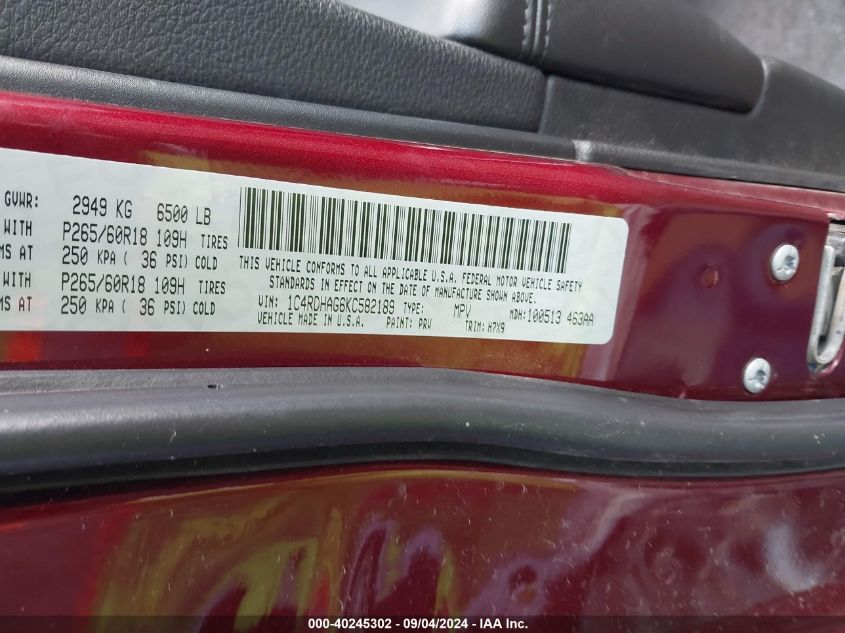 GVWR: 2949 KG 6500 LB
WITH P265/60R18 109H TIRES
MS AT 250 KPA ( 36 PSI) COLD
WITH P265/60R18 109H TIRES
MS AT 250 KPA ( 36 PSI) COLD
THIS VEHICLE CONFORMS TO ALL APPLICABLE U.S.A. FEDERAL MOTOR VEHICLE SAFETY
STANDARDS IN EFFECT ON THE DATE OF MANUFACTURE SHOWN ABOVE.
VIN: 1C4RDHAG6KC582189 TYPE: MPV MDH: 100513 463AA
VEHICLE MADE IN U.S.A. PAINT: PRV TRIM: H7X9
000-40245302 - 09/04/2024 - IAA Inc.